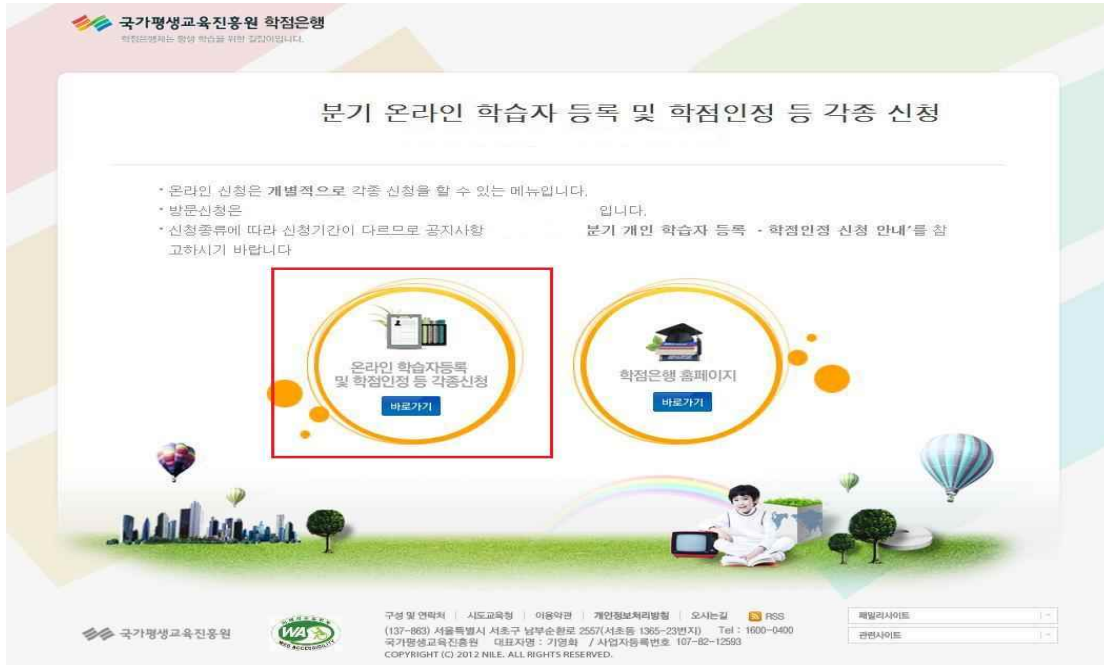 국가평생교육진흥원 학점은행
학점은행제는 평생 학습을 위한 길잡이입니다.
분기 온라인 학습자 등록 및 학점인정 등 각종 신청
· 온라인 신청은 개별적으로 각종 신청을 할 수 있는 메뉴입니다.
· 방문신청은 입니다.
· 신청종류에 따라 신청기간이 다르므로 공지사항 분기 개인 학습자 등록 - 학점인정 신청 안내'를 참
고하시기 바랍니다
온라인 학습자등록
및 학점인정 등 각종신청
바로가기
학점은행 홈페이지
바로가기
구성 및 연락처 | 시도교육청 | 이용약관 | 개인정보처리방침 | 오시는길 RSS
(137-863) 서울특별시 서초구 남부순환로 2557(서초동 1365-23번지) Tel : 1600-0400
국가평생교육진흥원 대표자명 : 기영화 / 사업자등록번호 107-82-12593
COPYRIGHT (C) 2012 NILE. ALL RIGHTS RESERVED.
국가평생교육진흥원
WA
WEB ACCESSIBILITY
패밀리사이트
관련사이트